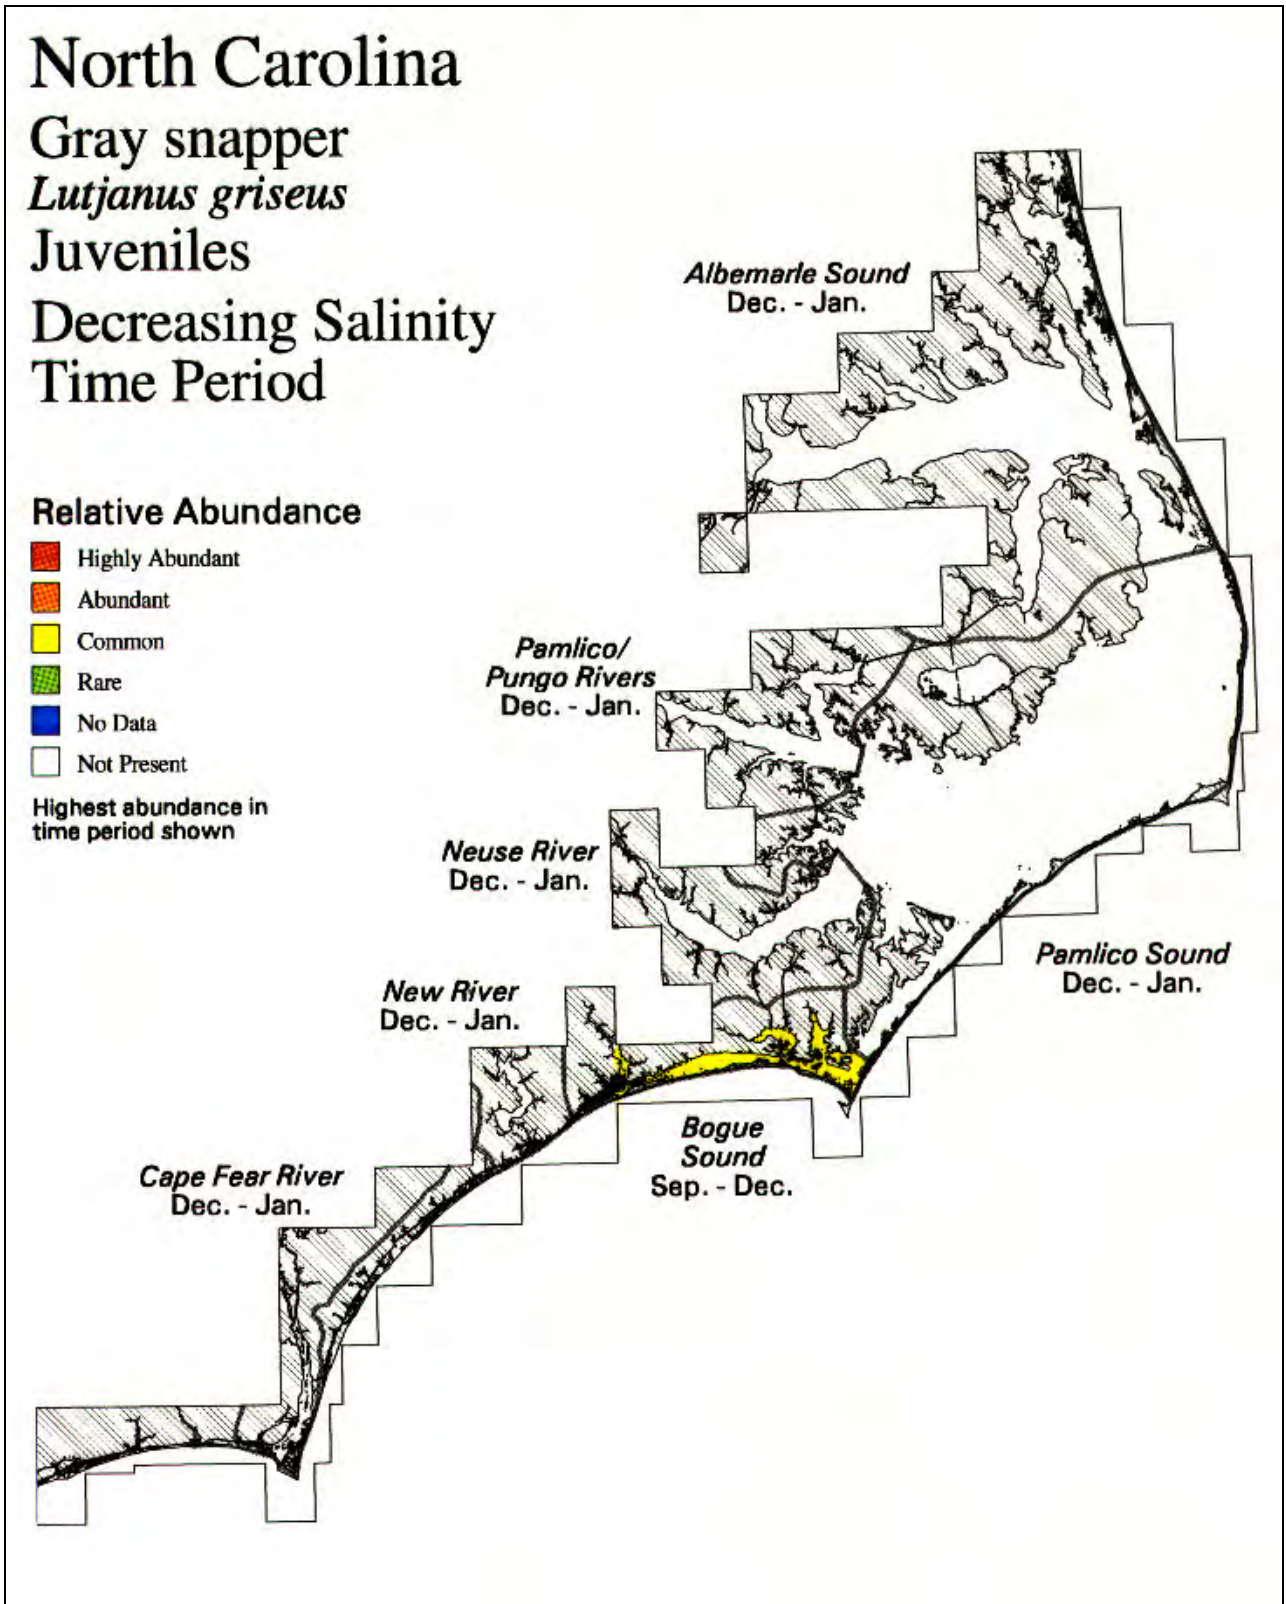 North Carolina
Gray snapper
Lutjanus griseus
Juveniles
Decreasing Salinity
Time Period
Relative Abundance
Highly Abundant
Abundant
Common
Rare
No Data
Not Present
Highest abundance in
time period shown
Albemarle Sound
Dec. - Jan.
Pamlico/
Pungo Rivers
Dec. - Jan.
Neuse River
Dec. - Jan.
Pamlico Sound
Dec. - Jan.
New River
Dec. - Jan.
Bogue
Sound
Sep. - Dec.
Cape Fear River
Dec. - Jan.